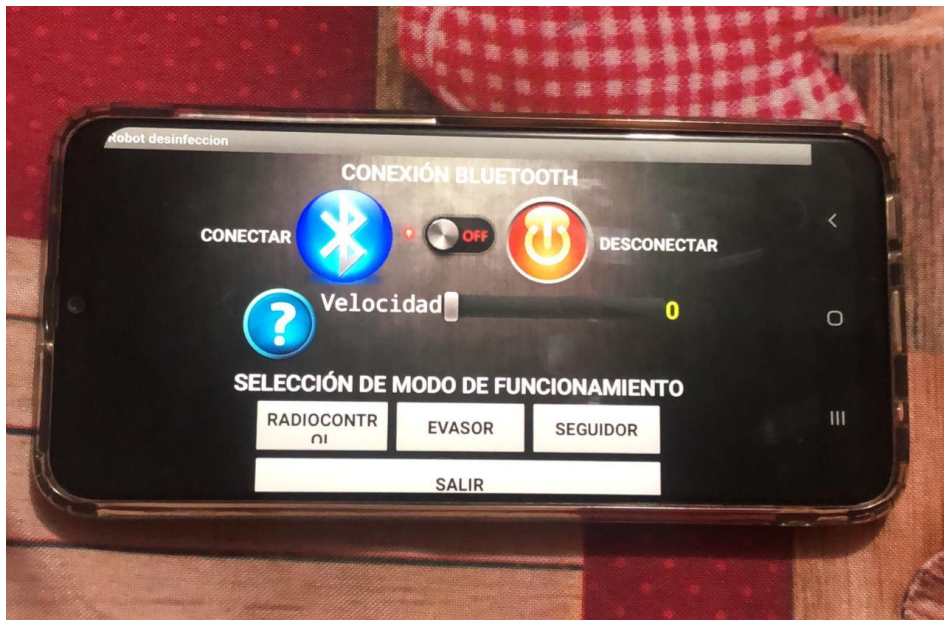 Robot desinfeccion
CONEXIÓN BLUETOOTH
CONECTAR
OFF
DESCONECTAR
?
Velocidad
0
SELECCIÓN DE MODO DE FUNCIONAMIENTO
RADIOCONTR
OL
EVASOR
SEGUIDOR
SALIR